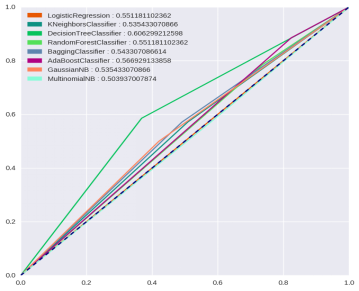 1.0
LogisticRegression : 0.551181102362
KNeighborsClassifier : 0.535433070866
DecisionTreeClassifier : 0.606299212598
RandomForestClassifier : 0.551181102362
BaggingClassifier : 0.543307086614
AdaBoostClassifier : 0.566929133858
GaussianNB : 0.535433070866
MultinomialNB : 0.503937007874
0.8
0.6
0.4
0.2
0.0
0.0 0.2 0.4 0.6 0.8 1.0